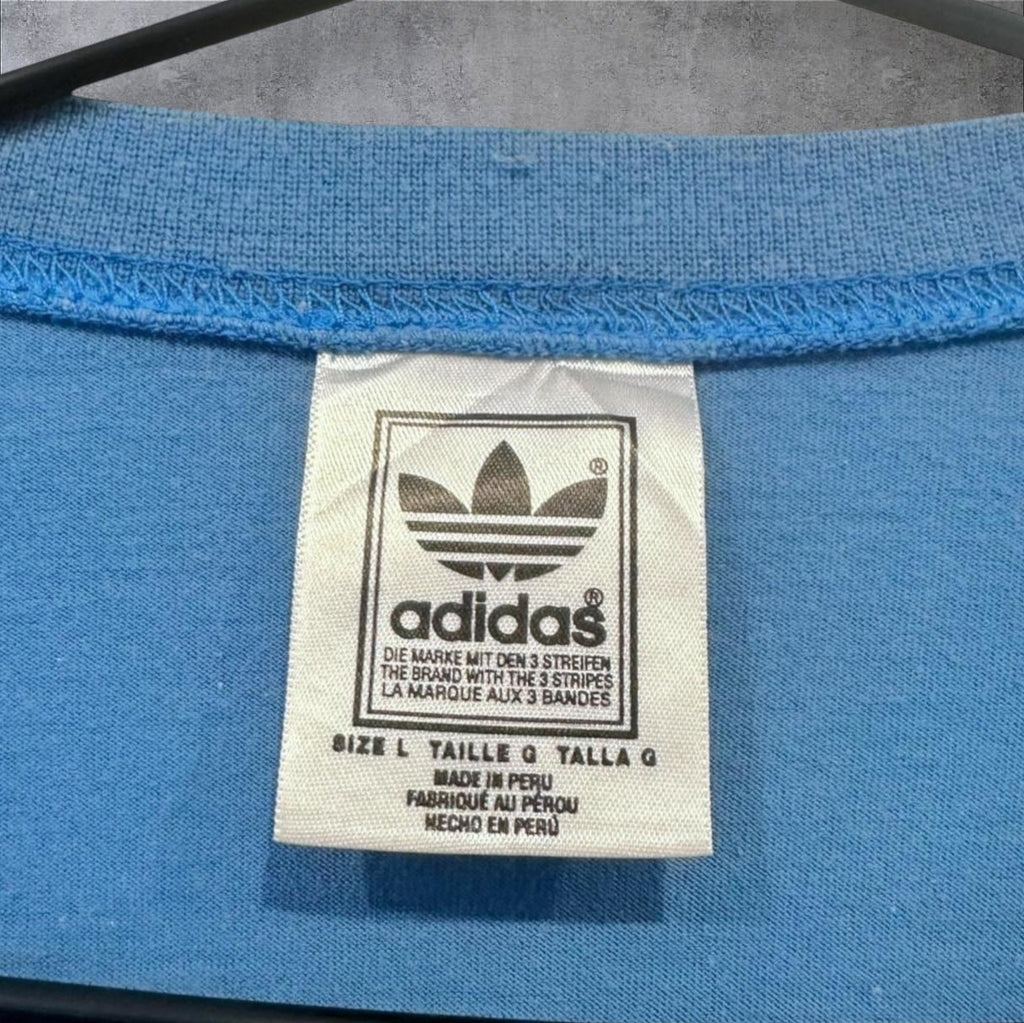 ®
adidas®
DIE MARKE MIT DEN 3 STREIFEN
THE BRAND WITH THE 3 STRIPES
LA MARQUE AUX 3 BANDES
SIZE L TAILLE G TALLA G
MADE IN PERU
FABRIQUÉ AU PÉROU
HECHO EN PERÚ